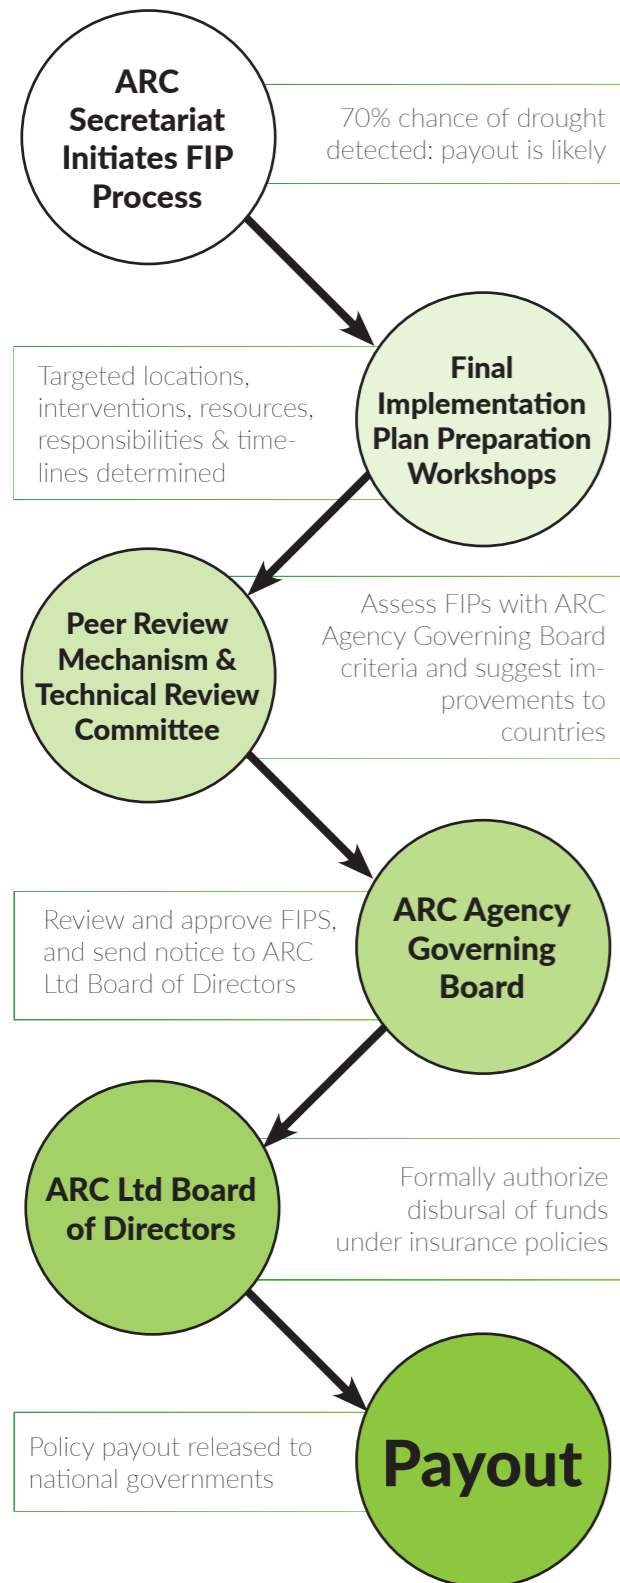 ARC
Secretariat
Initiates FIP
Process
70% chance of drought
detected: payout is likely
Final
Implementation
Plan Preparation
Workshops
Targeted locations,
interventions, resources,
responsibilities & time-
lines determined
Peer Review
Mechanism &
Technical Review
Committee
Assess FIPs with ARC
Agency Governing Board
criteria and suggest im-
provements to
countries
ARC Agency
Governing
Board
Review and approve FIPS,
and send notice to ARC
Ltd Board of Directors
ARC Ltd Board
of Directors
Formally authorize
disbursal of funds
under insurance policies
Payout
Policy payout released to
national governments